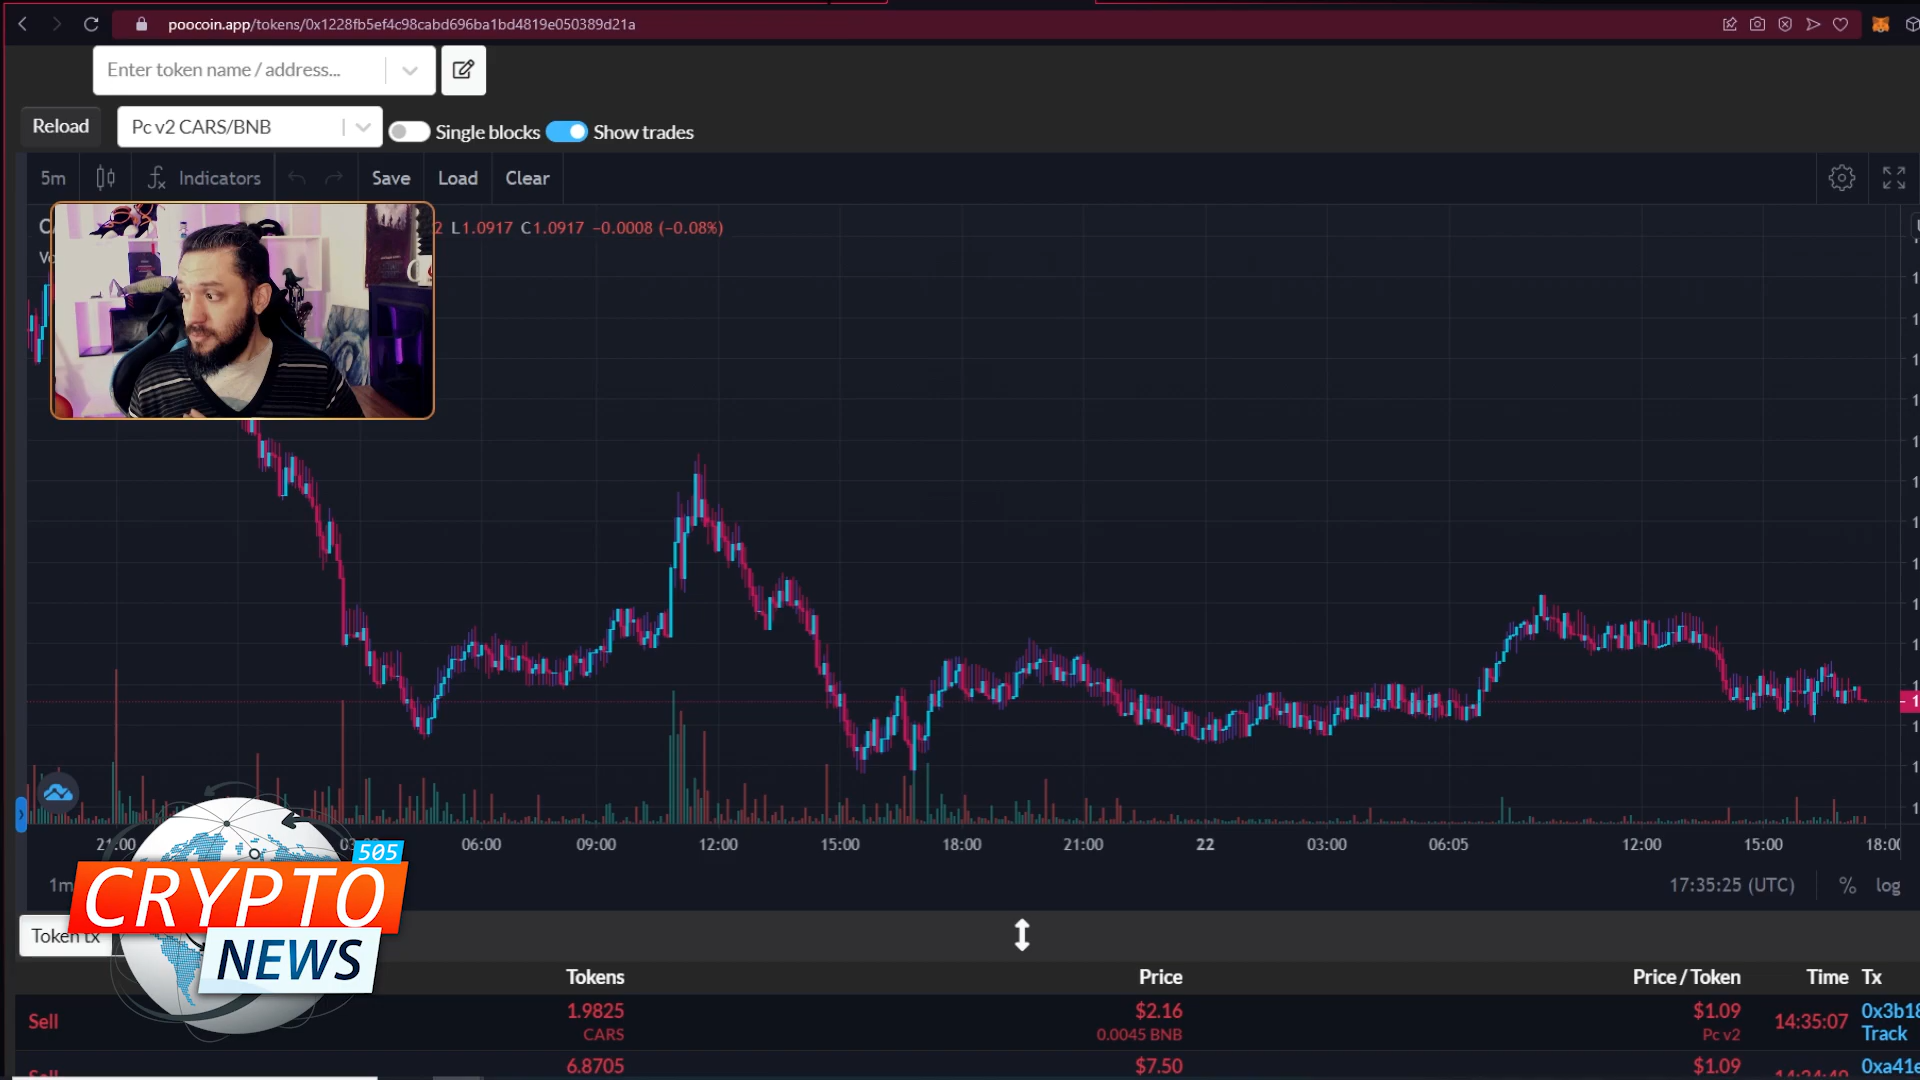 poocoin.app/tokens/0x1228fb5ef4c98cabd696ba1bd4819e050389d21a
Enter token name / address...
Reload
Pc v2 CARS/BNB
Single blocks
Show trades
5m
Indicators
Save
Load
Clear
L1.0917 C1.0917 −0.0008 (−0.08%)
21:00
06:00
09:00
12:00
15:00
18:00
21:00
22
03:00
06:05
12:00
15:00
18:00
1m
17:35:25 (UTC)
%
log
505
CRYPTO
NEWS
Token tx
Tokens
Price
Price / Token
Time
Tx
Sell
1.9825
CARS
$2.16
0.0045 BNB
$1.09
Pc v2
14:35:07
0x3b18
Track
6.8705
$7.50
$1.09
0xa41e